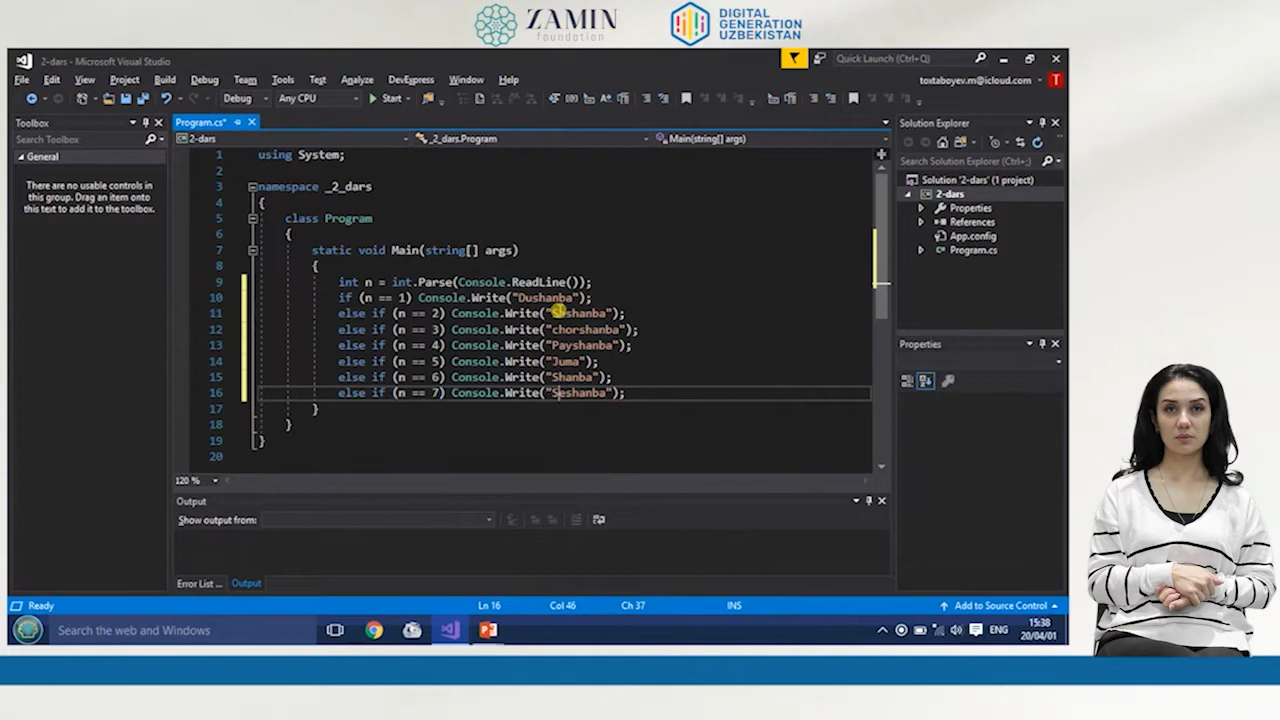 ZAMIN
foundation
DIGITAL
GENERATION
UZBEKISTAN
2-dars - Microsoft Visual Studio
Quick Launch (Ctrl+Q)
File Edit View Project Build Debug Team Tools Test Analyze DevExpress Window Help
toxtaboyev.m@icloud.com T
Debug Any CPU Start
Toolbox
Search Toolbox
General
There are no usable controls in
this group. Drag an item onto
this text to add it to the toolbox.
Program.cs*
2-dars _2_dars.Program Main(string[] args)
1 using System;
2
3 namespace _2_dars
4 {
5 class Program
6 {
7 static void Main(string[] args)
8 {
9 int n = int.Parse(Console.ReadLine());
10 if (n == 1) Console.Write("Dushanba");
11 else if (n == 2) Console.Write("Seshanba");
12 else if (n == 3) Console.Write("chorshanba");
13 else if (n == 4) Console.Write("Payshanba");
14 else if (n == 5) Console.Write("Juma");
15 else if (n == 6) Console.Write("Shanba");
16 else if (n == 7) Console.Write("Seshanba");
17 }
18 }
19 }
20
120 %
Output
Show output from:
Error List ... Output
Solution Explorer
Search Solution Explorer (Ctrl+;)
Solution '2-dars' (1 project)
2-dars
Properties
References
App.config
Program.cs
Properties
Ready Ln 16 Col 46 Ch 37 INS Add to Source Control
Search the web and Windows
ENG
15:38
20/04/01